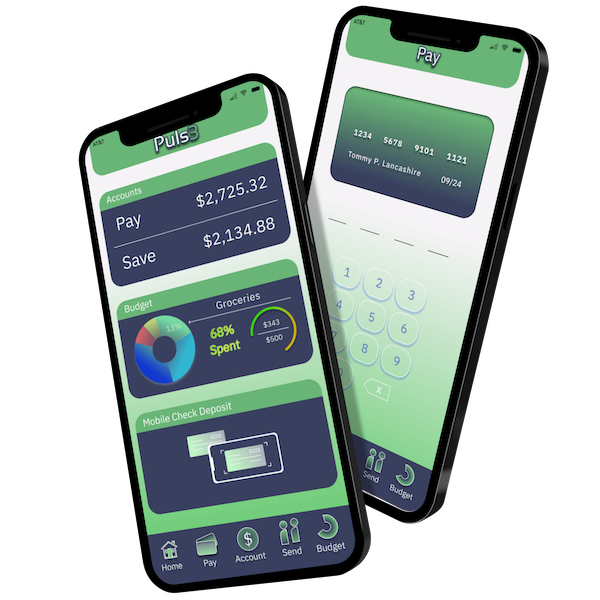 AT&T
Puls3
Accounts
Pay $2,725.32
Save $2,134.88
Budget
Groceries
13%
68%
Spent
$343
$500
Mobile Check Deposit
$
Home Pay Account Send Budget
AT&T
Pay
1234 5678 9101 1121
Tommy P. Lancashire 09/24
1 2 3
4 5 6
8 9
X
Send Budget